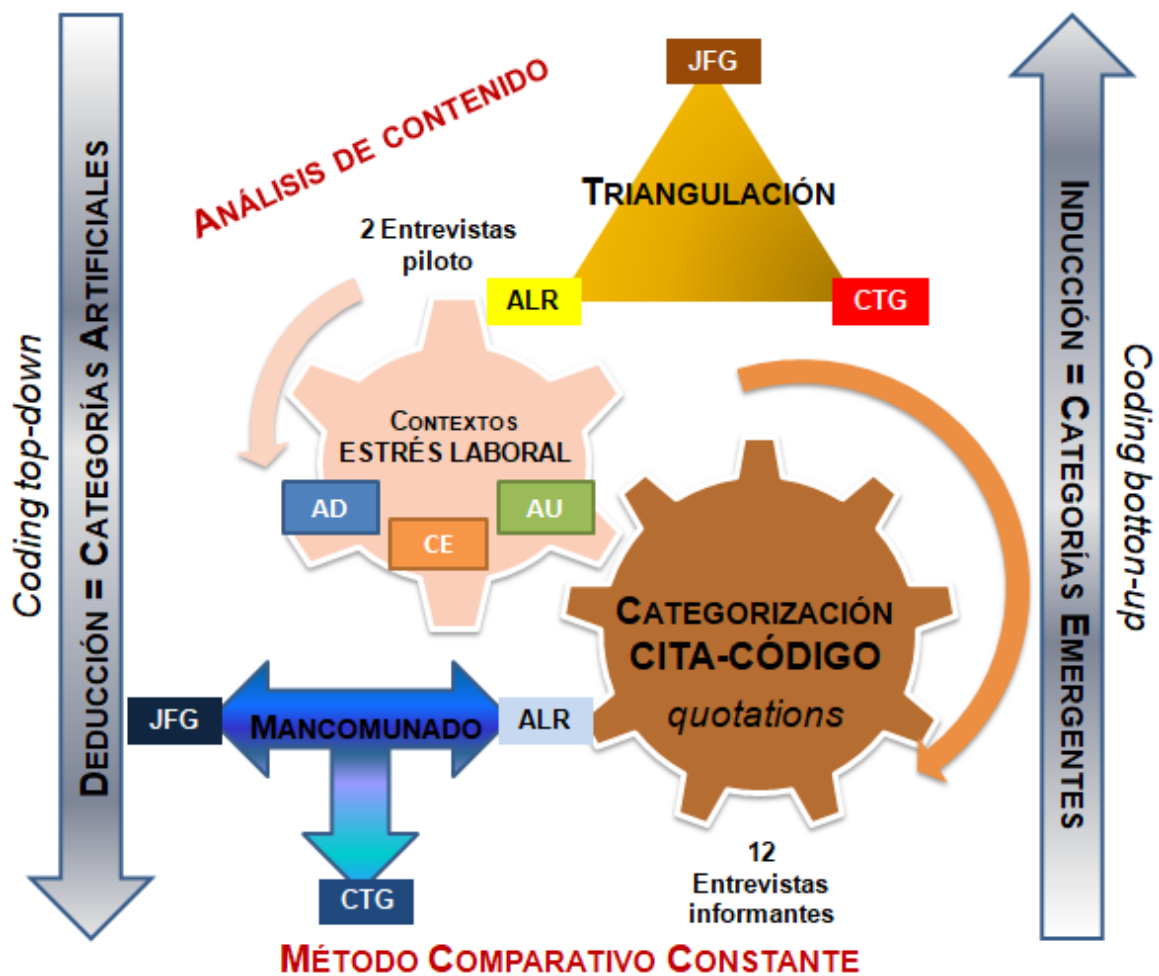 Coding top-down
DEDUCCIÓN = CATEGORÍAS ARTIFICIALES
ANÁLISIS DE CONTENIDO
JFG
TRIANGULACIÓN
ALR
CTG
2 Entrevistas
piloto
CONTEXTOS
ESTRÉS LABORAL
AD
CE
AU
CATEGORIZACIÓN
CITA-CÓDIGO
quotations
JFG
MANCOMUNADO
ALR
CTG
12
Entrevistas
informantes
MÉTODO COMPARATIVO CONSTANTE
INDUCCIÓN = CATEGORÍAS EMERGENTES
Coding botton-up